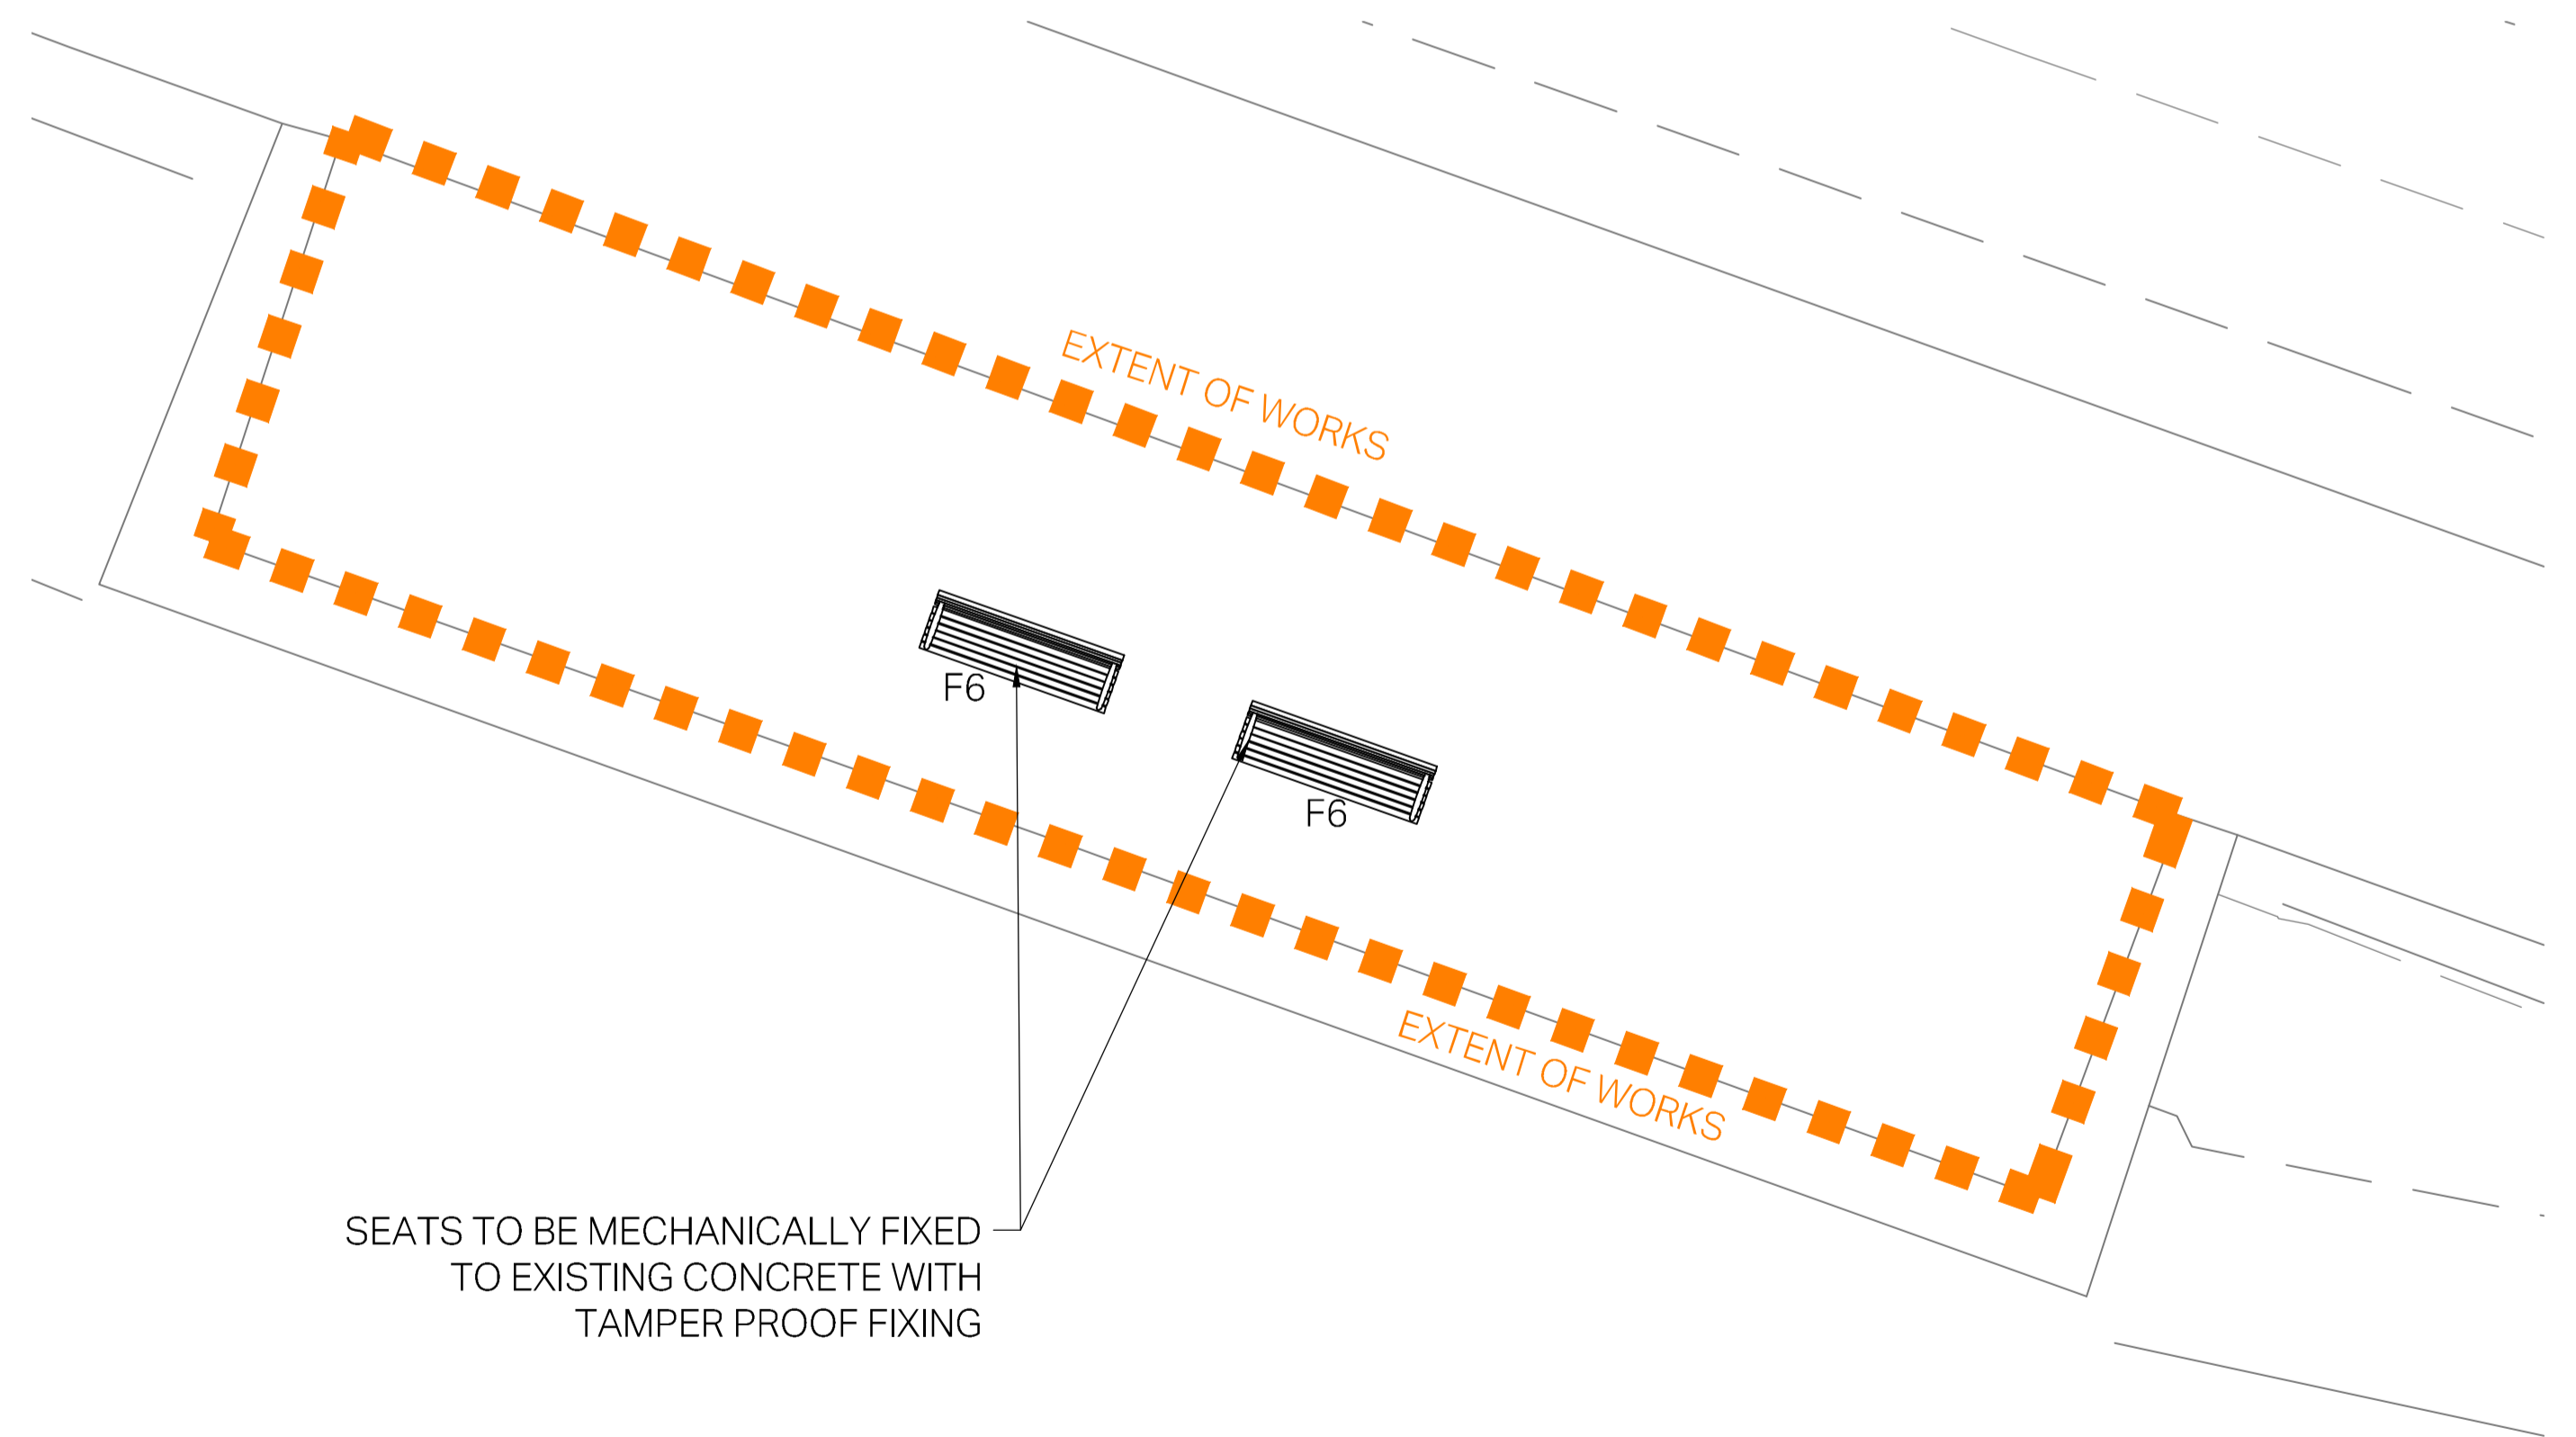 EXTENT OF WORKS
F6
F6
EXTENT OF WORKS
SEATS TO BE MECHANICALLY FIXED
TO EXISTING CONCRETE WITH
TAMPER PROOF FIXING